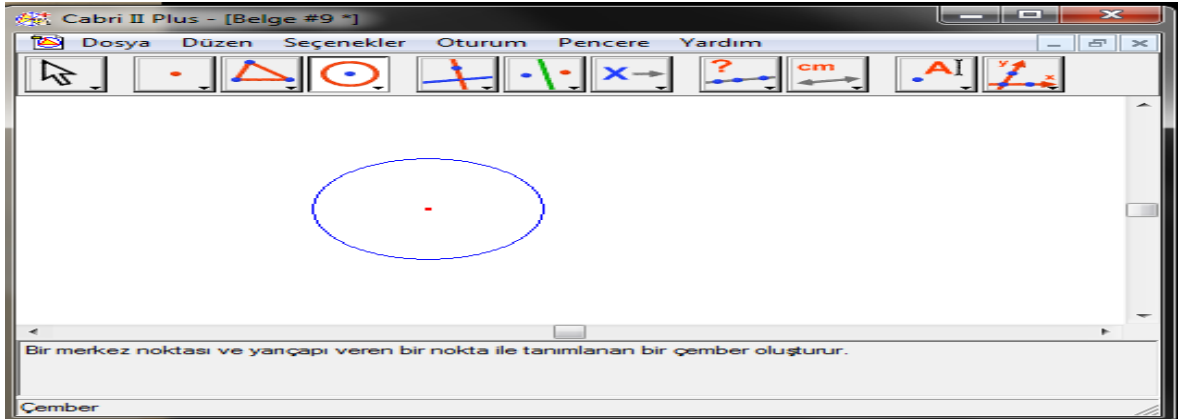 Cabri II Plus - [Belge #9 *]
Dosya Düzen Seçenekler Oturum Pencere Yardım
? cm A y x
Bir merkez noktası ve yarıçapı veren bir nokta ile tanımlanan bir çember oluşturur.
Çember